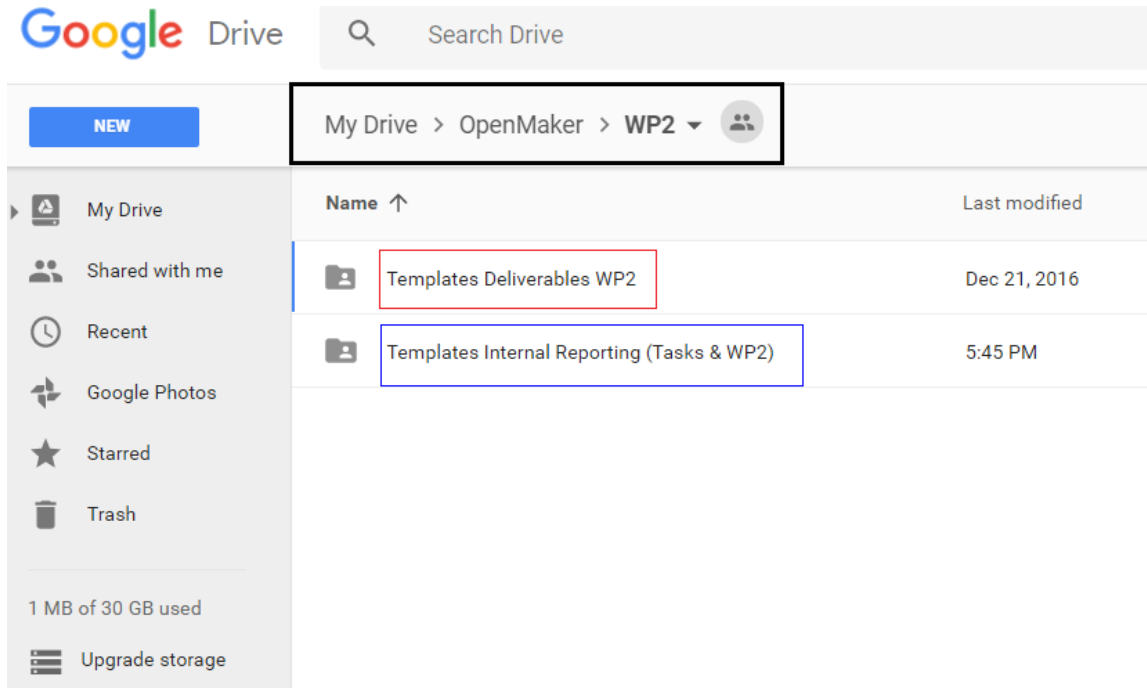 Google Drive
Search Drive
NEW
My Drive > OpenMaker > WP2
Name ↑
Last modified
My Drive
Shared with me
Templates Deliverables WP2
Dec 21, 2016
Recent
Templates Internal Reporting (Tasks & WP2)
5:45 PM
Google Photos
Starred
Trash
1 MB of 30 GB used
Upgrade storage